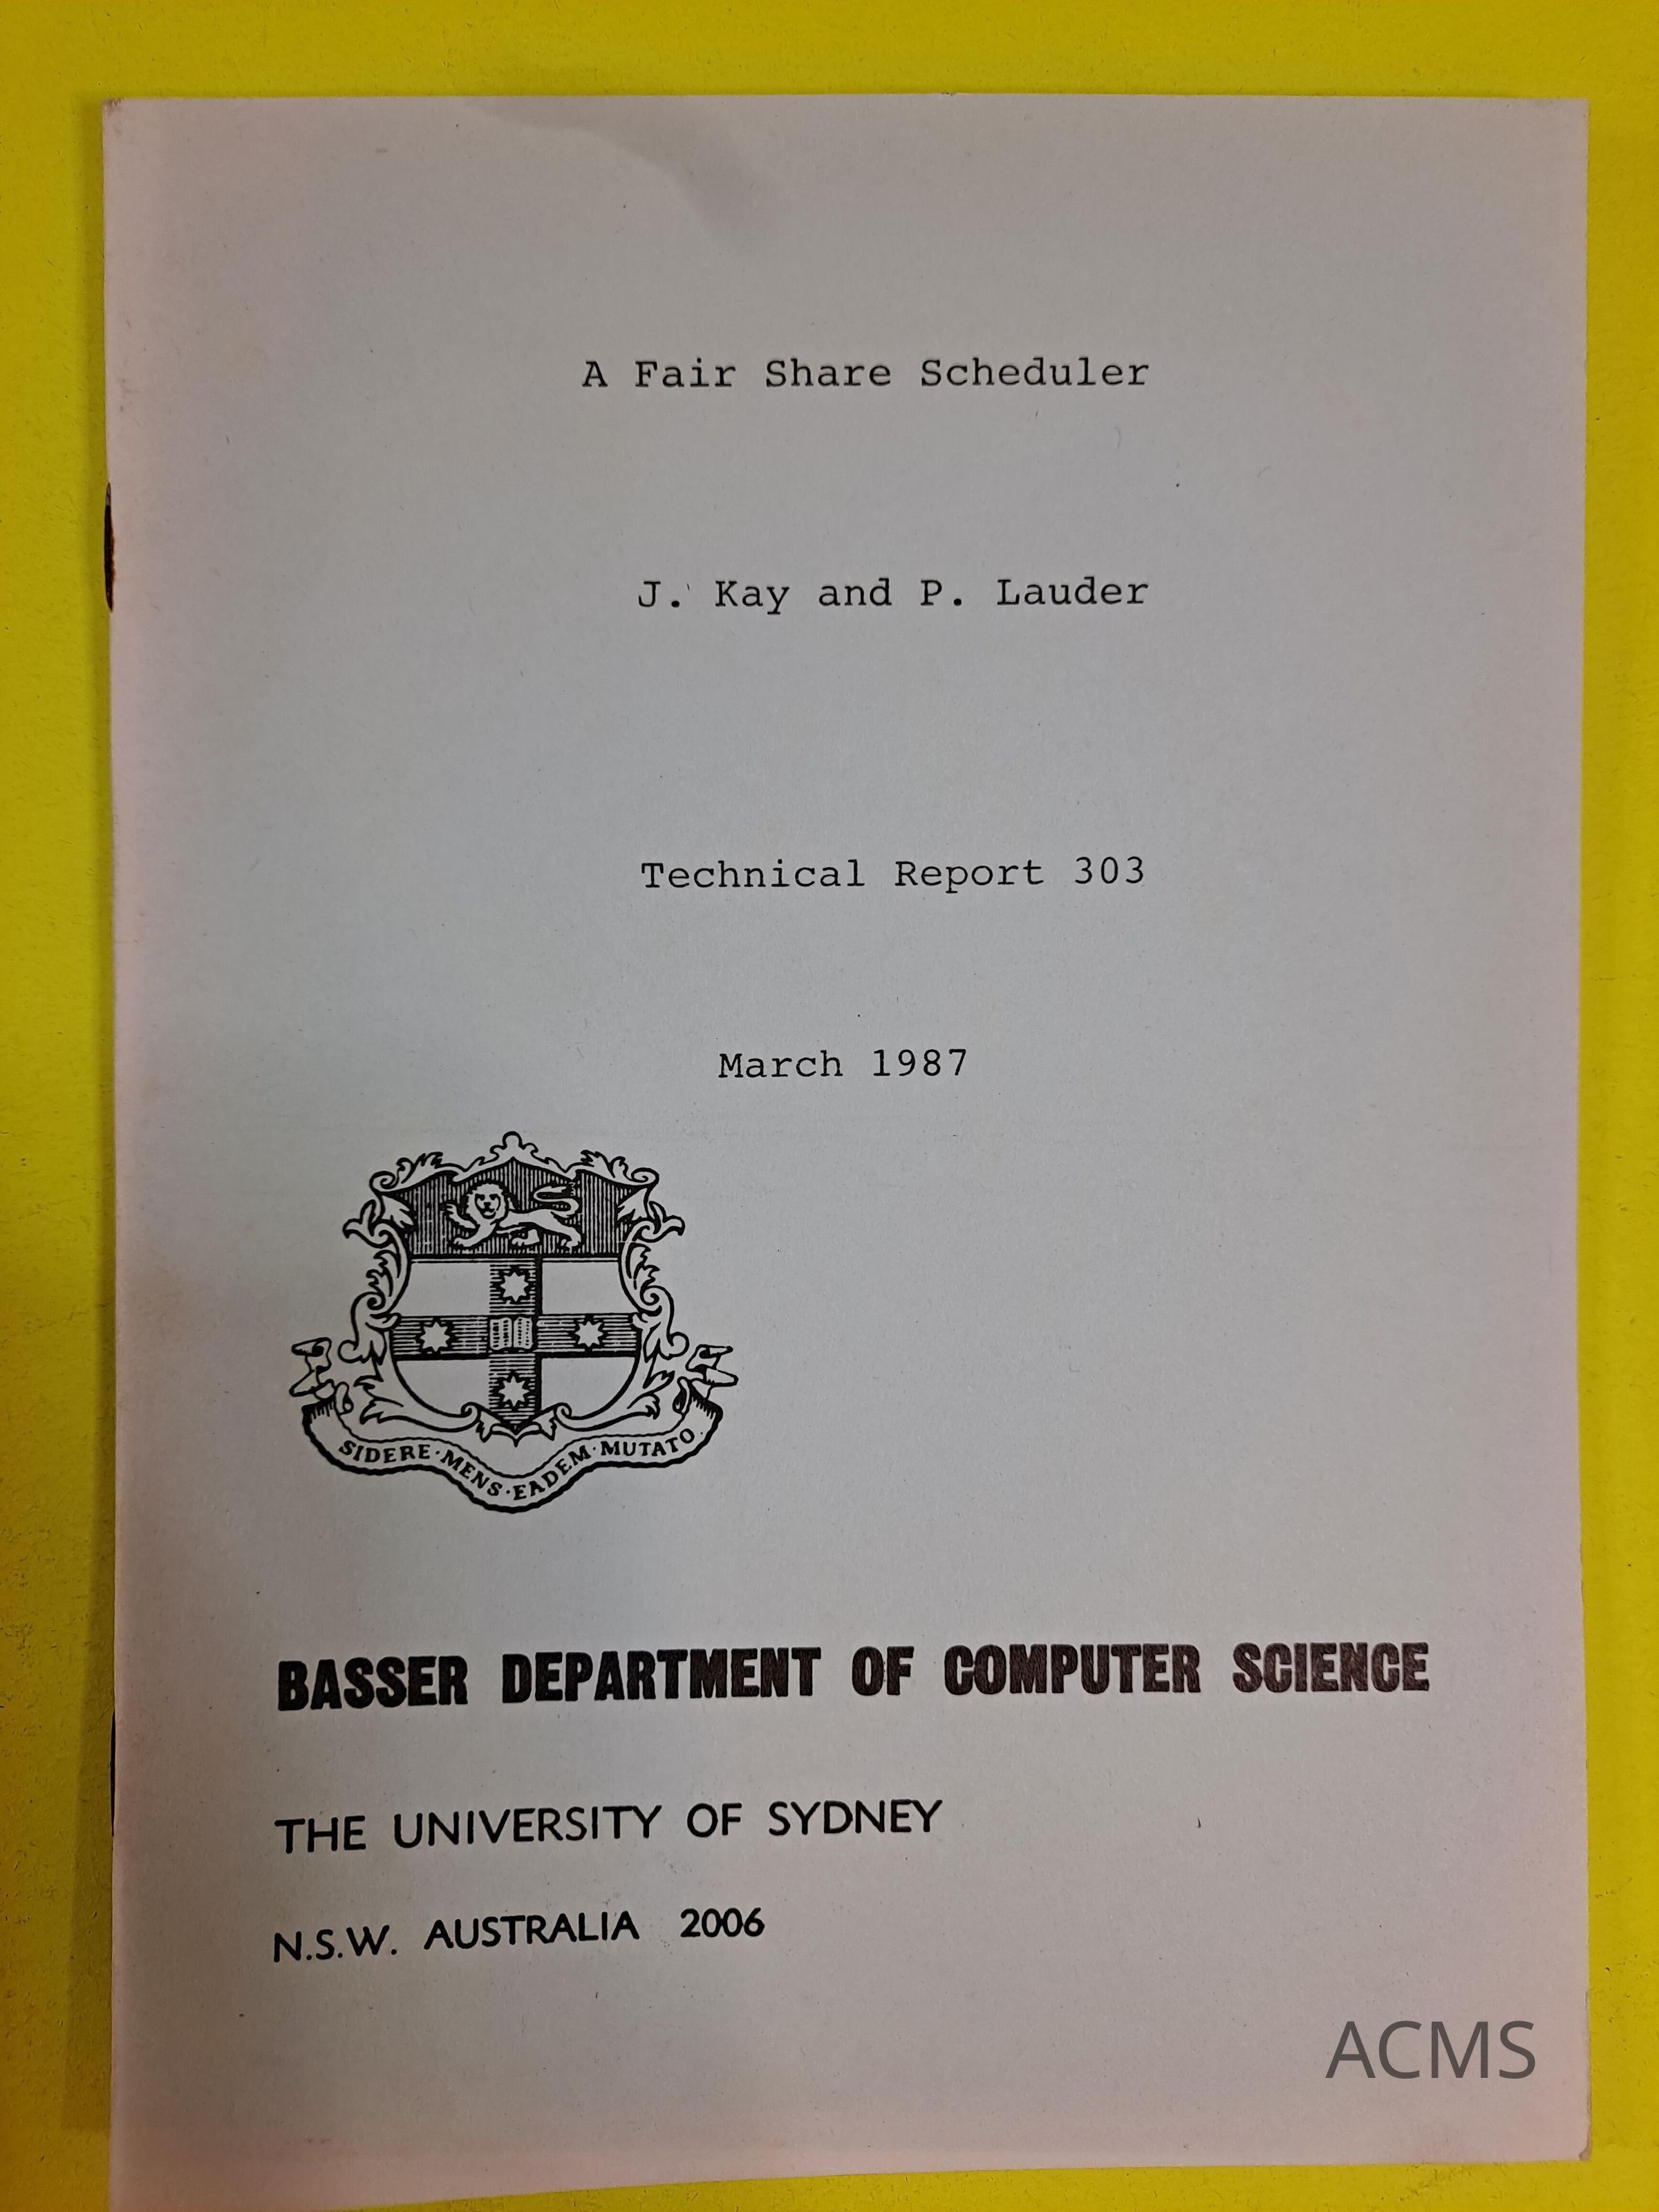 A Fair Share Scheduler
J. Kay and P. Lauder
Technical Report 303
March 1987
SIDERE·MENS·EADEM·MUTATO
BASSER DEPARTMENT OF COMPUTER SCIENCE
THE UNIVERSITY OF SYDNEY
N.S.W. AUSTRALIA 2006
ACMS